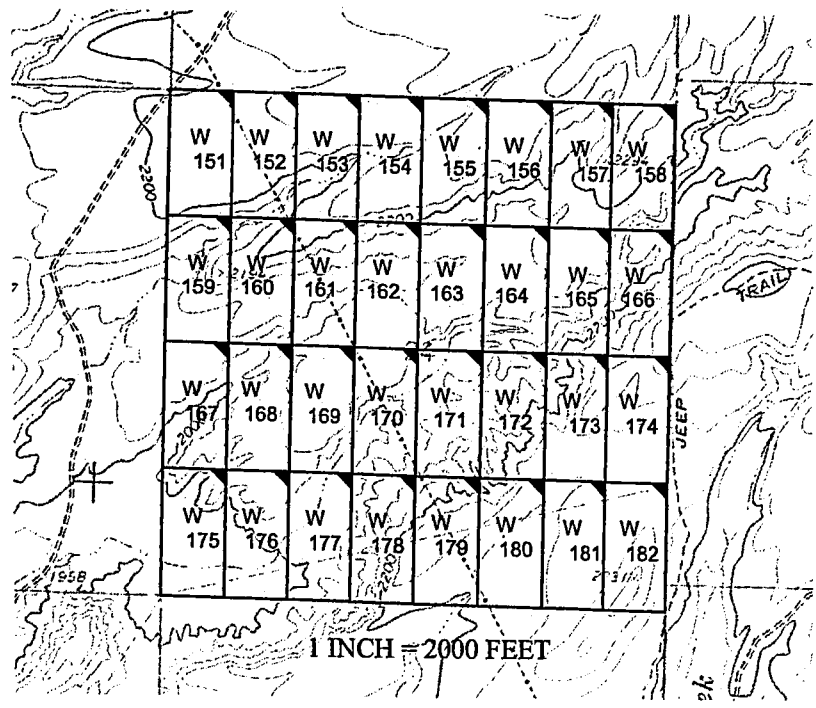 W 151 W 152 W 153 W 154 W 155 W 156 W 157 W 158
2300
W 159 W 160 W 161 W 162 W 163 W 164 W 165 W 166
TRAIL
W 167 W 168 W 169 W 170 W 171 W 172 W 173 W 174
2000
JEEP
W 175 W 176 W 177 W 178 W 179 W 180 W 181 W 182
2200
1 INCH = 2000 FEET